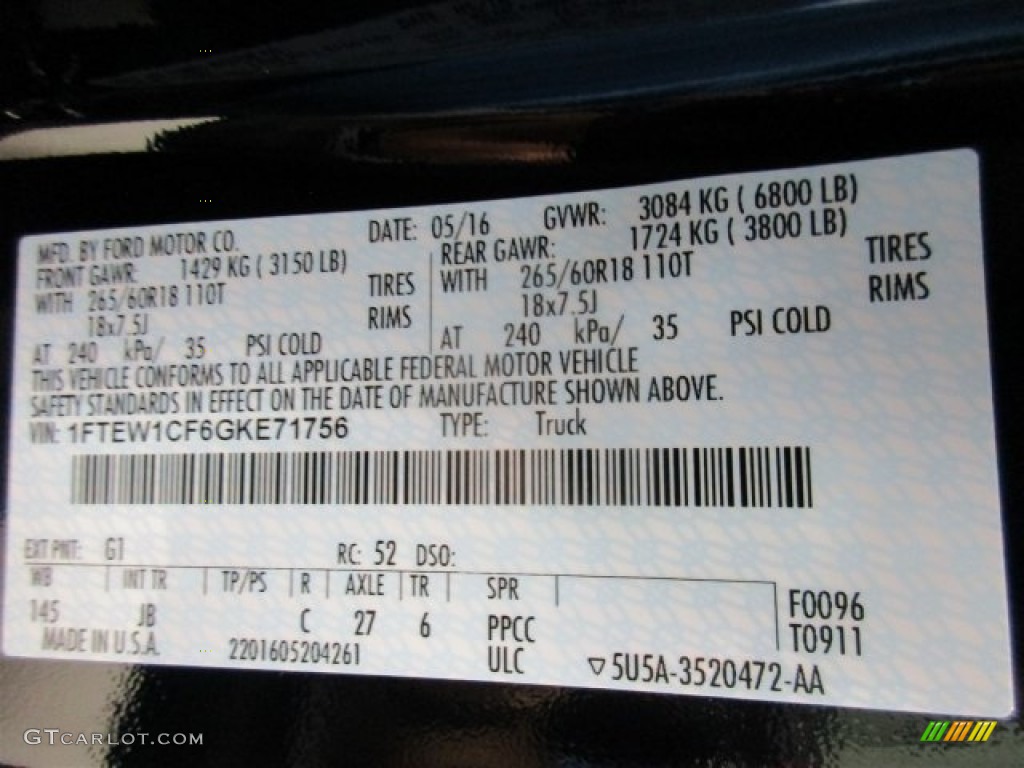 MFD. BY FORD MOTOR CO. DATE: 05/16 GVWR: 3084 KG ( 6800 LB)
FRONT GAWR: 1429 KG ( 3150 LB) REAR GAWR: 1724 KG ( 3800 LB)
WITH 265/60R18 110T TIRES WITH 265/60R18 110T TIRES
18x7.5J RIMS 18x7.5J RIMS
AT 240 kPa/ 35 PSI COLD AT 240 kPa/ 35 PSI COLD
THIS VEHICLE CONFORMS TO ALL APPLICABLE FEDERAL MOTOR VEHICLE
SAFETY STANDARDS IN EFFECT ON THE DATE OF MANUFACTURE SHOWN ABOVE.
VIN: 1FTEW1CF6GKE71756 TYPE: Truck
EXT PNT: G1 RC: 52 DSO:
WB INT TR TP/PS R AXLE TR SPR
145 JB C 27 6 PPCC F0096
MADE IN U.S.A. 2201605204261 ULC T0911
▽5U5A-3520472-AA
GTCARLOT.COM